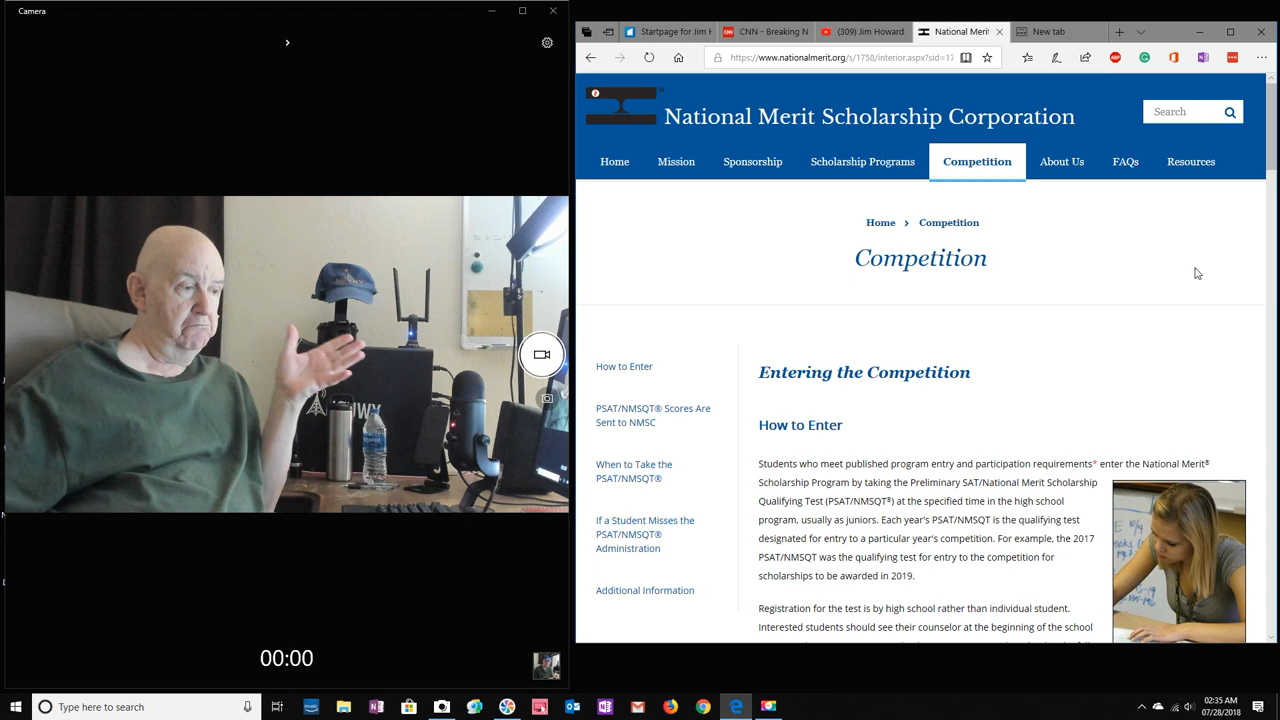 Camera
00:00
Startpage for Jim H
CNN - Breaking N
(309) Jim Howard
National Merit
New tab
https://www.nationalmerit.org/s/1758/interior.aspx?sid=17
ABP
National Merit Scholarship Corporation
Search
Home
Mission
Sponsorship
Scholarship Programs
Competition
About Us
FAQs
Resources
Home > Competition
Competition
How to Enter
PSAT/NMSQT® Scores Are
Sent to NMSC
When to Take the
PSAT/NMSQT®
If a Student Misses the
PSAT/NMSQT®
Administration
Additional Information
Entering the Competition
How to Enter
Students who meet published program entry and participation requirements* enter the National Merit®
Scholarship Program by taking the Preliminary SAT/National Merit Scholarship
Qualifying Test (PSAT/NMSQT®) at the specified time in the high school
program, usually as juniors. Each year's PSAT/NMSQT is the qualifying test
designated for entry to a particular year's competition. For example, the 2017
PSAT/NMSQT was the qualifying test for entry to the competition for
scholarships to be awarded in 2019.
Registration for the test is by high school rather than individual student.
Interested students should see their counselor at the beginning of the school
Type here to search
02:35 AM
07/28/2018